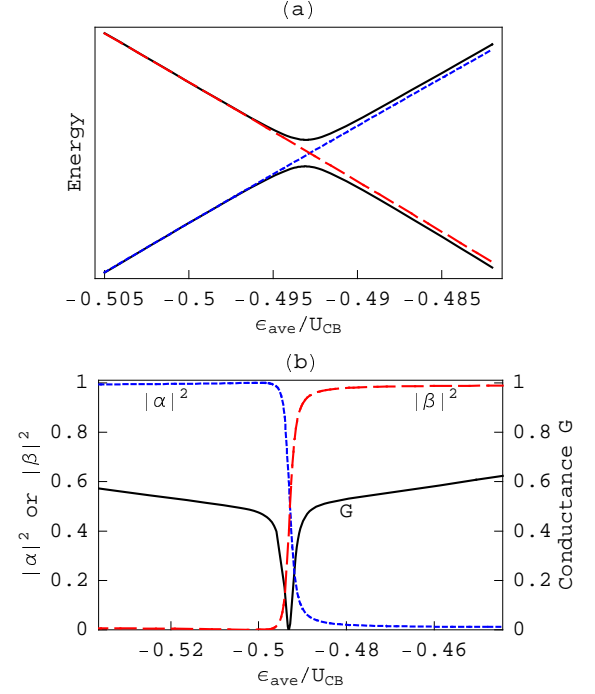 (a)
Energy
-0.505 -0.5 -0.495 -0.49 -0.485
ϵave/UCB
(b)
|α|² or |β|²
1 0.8 0.6 0.4 0.2 0
|α|² |β|²
G
1 0.8 0.6 0.4 0.2 0
Conductance G
-0.52 -0.5 -0.48 -0.46
ϵave/UCB